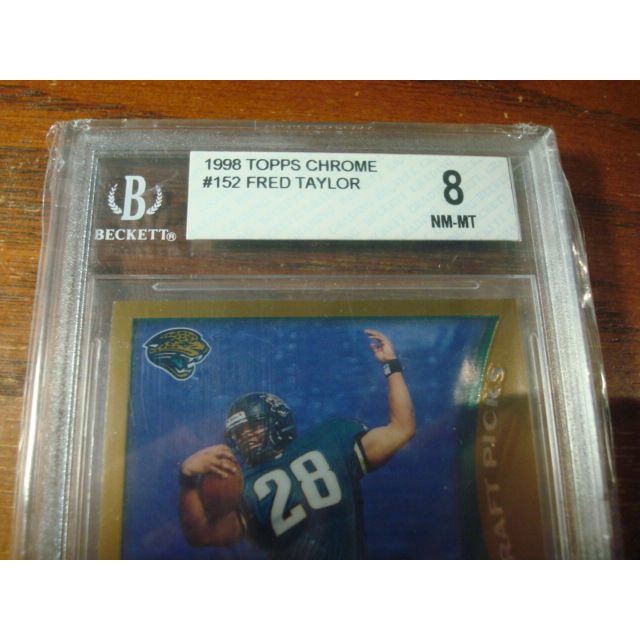 1998 TOPPS CHROME
#152 FRED TAYLOR
8
NM-MT
B
BECKETT®
28
DRAFT PICKS